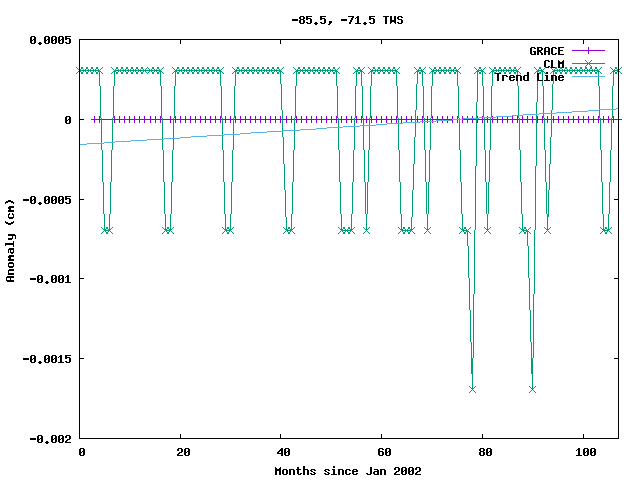 -85.5, -71.5 TWS
GRACE
CLM
Trend Line
0.0005
0
-0.0005
-0.001
-0.0015
-0.002
Anomaly (cm)
0 20 40 60 80 100
Months since Jan 2002